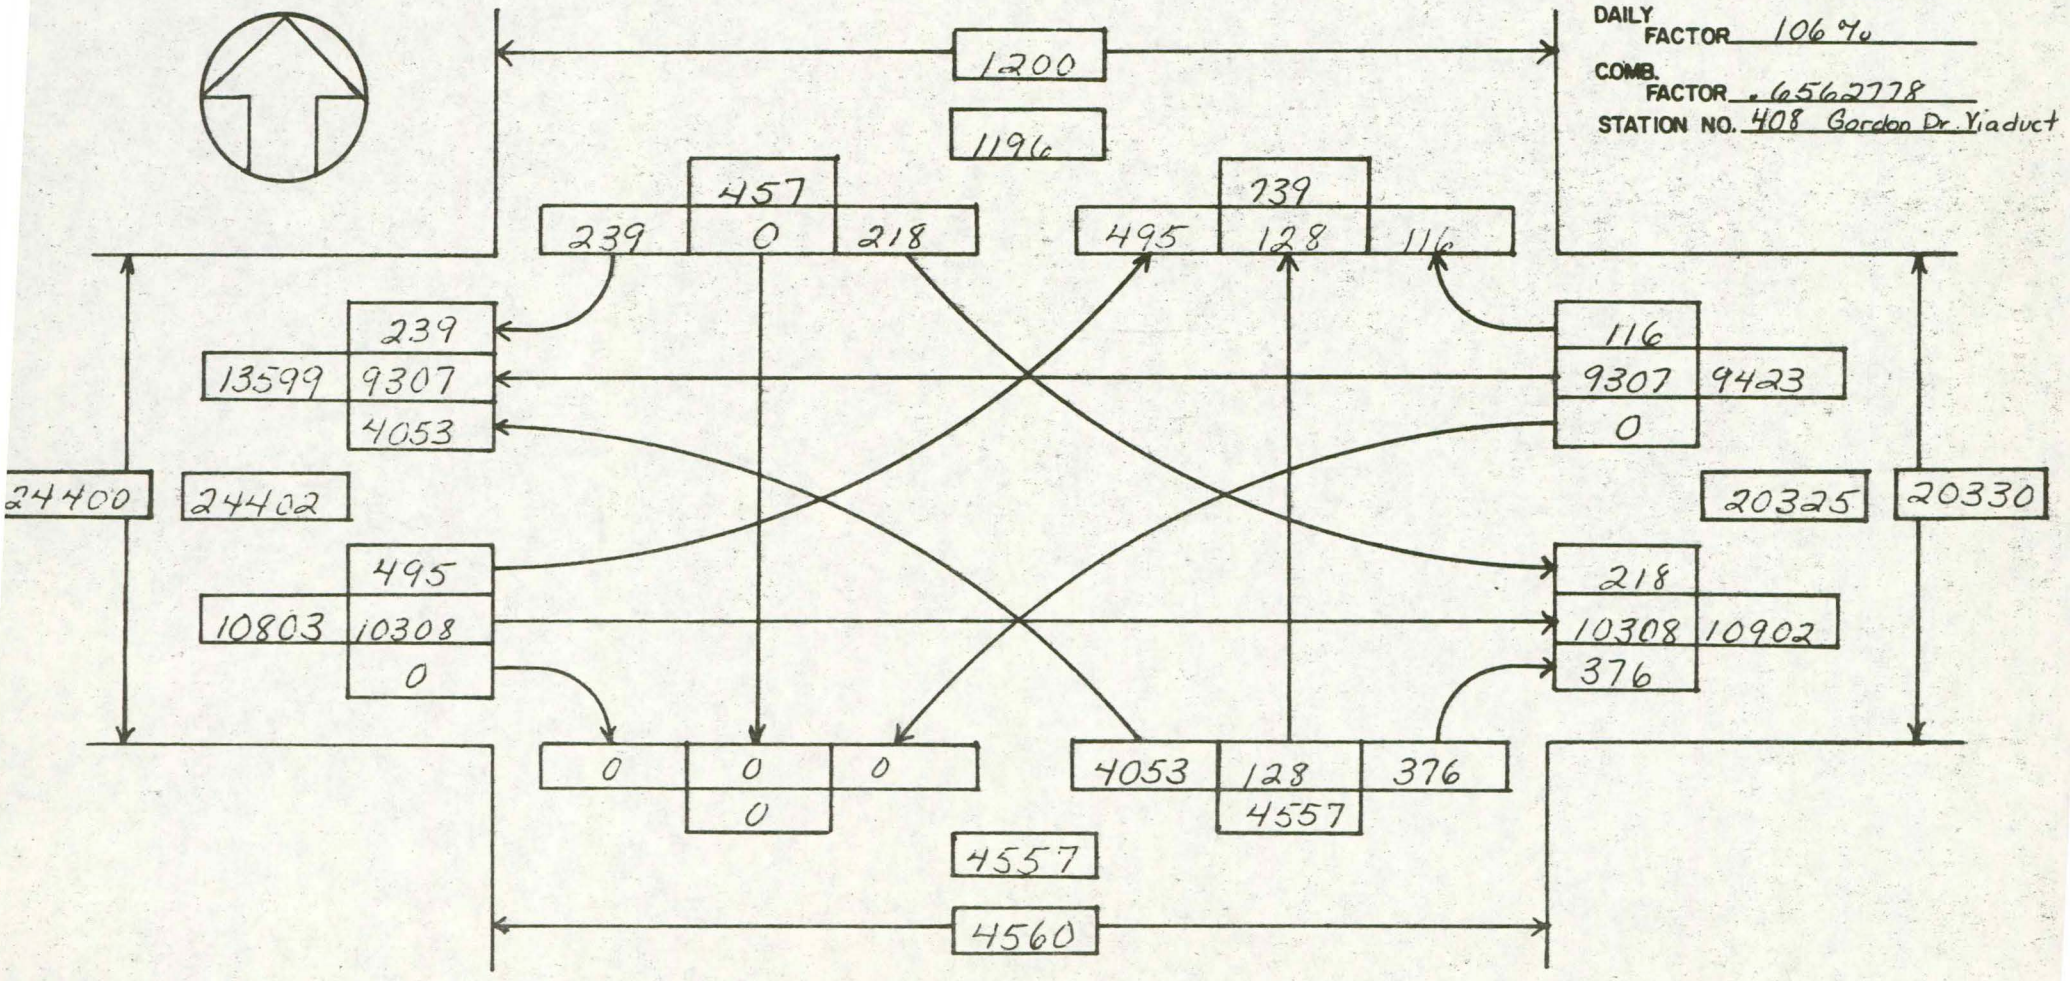 DAILY
FACTOR 106 %
COMB.
FACTOR .6562778
STATION NO. 408 Gordon Dr. Viaduct
1200
1196
457
239 0 218
739
495 128 116
239
13599 9307
4053
116
9307 9423
0
24400 24402
20325 20330
495
10803 10308
0
218
10308 10902
376
0 0 0
0
4053 128 376
4557
4557
4560